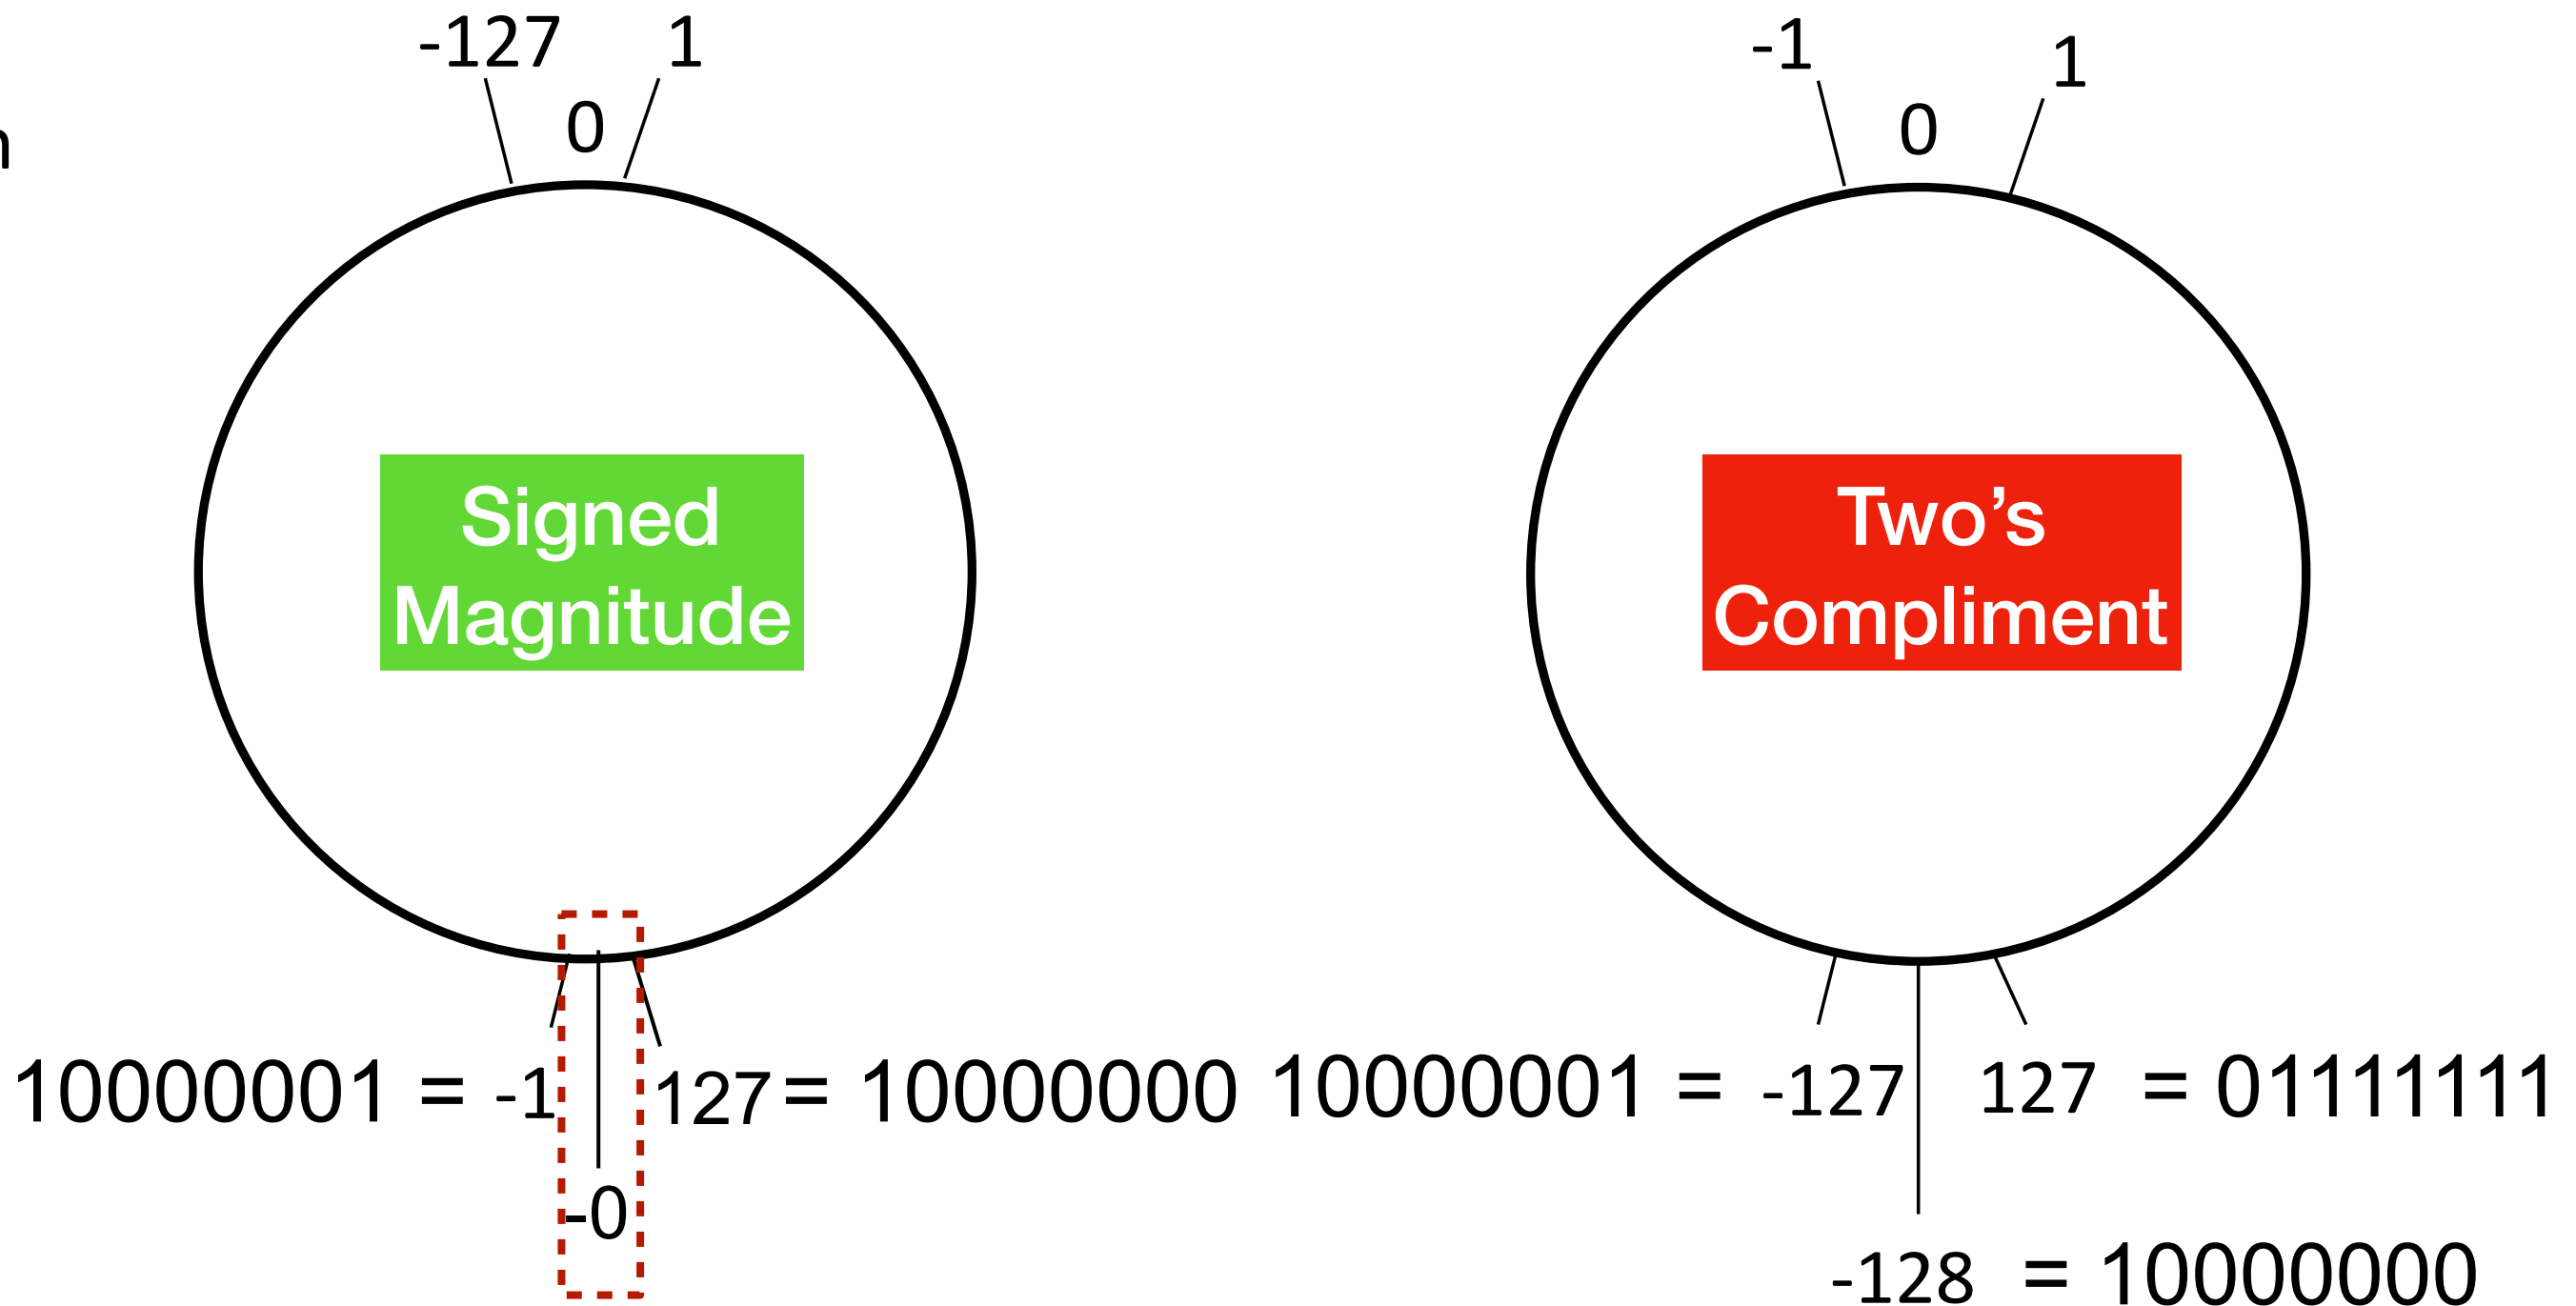 -127 1
0
Signed
Magnitude
10000001 = -1 127 = 10000000
-0
-1 1
0
Two’s
Compliment
10000001 = -127 127 = 01111111
-128 = 10000000